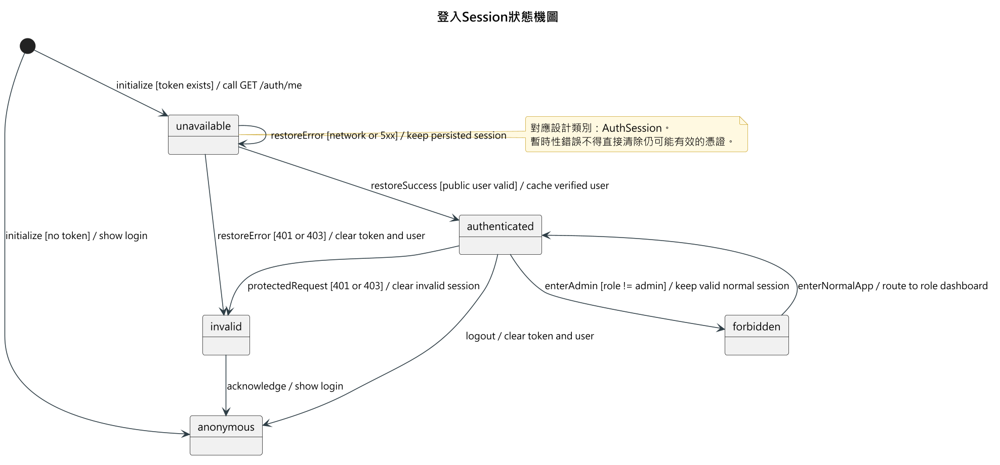 登入Session狀態機圖
initialize [token exists] / call GET /auth/me
unavailable
restoreError [network or 5xx] / keep persisted session
對應設計類別：AuthSession。
暫時性錯誤不得直接清除仍可能有效的憑證。
restoreSuccess [public user valid] / cache verified user
authenticated
initialize [no token] / show login
restoreError [401 or 403] / clear token and user
protectedRequest [401 or 403] / clear invalid session
enterAdmin [role != admin] / keep valid normal session
enterNormalApp / route to role dashboard
invalid
forbidden
logout / clear token and user
acknowledge / show login
anonymous